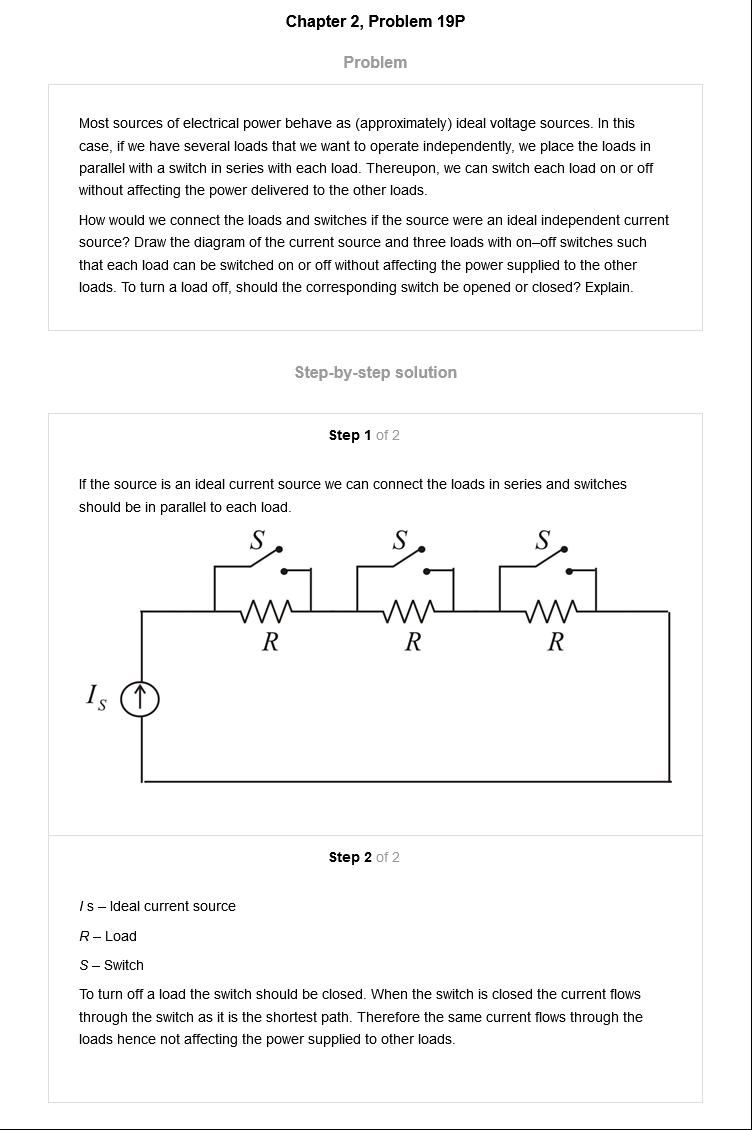 Chapter 2, Problem 19P
Problem
Most sources of electrical power behave as (approximately) ideal voltage sources. In this
case, if we have several loads that we want to operate independently, we place the loads in
parallel with a switch in series with each load. Thereupon, we can switch each load on or off
without affecting the power delivered to the other loads.
How would we connect the loads and switches if the source were an ideal independent current
source? Draw the diagram of the current source and three loads with on–off switches such
that each load can be switched on or off without affecting the power supplied to the other
loads. To turn a load off, should the corresponding switch be opened or closed? Explain.
Step-by-step solution
Step 1 of 2
If the source is an ideal current source we can connect the loads in series and switches
should be in parallel to each load.
S S S
R R R
I S
Step 2 of 2
I s – Ideal current source
R – Load
S – Switch
To turn off a load the switch should be closed. When the switch is closed the current flows
through the switch as it is the shortest path. Therefore the same current flows through the
loads hence not affecting the power supplied to other loads.